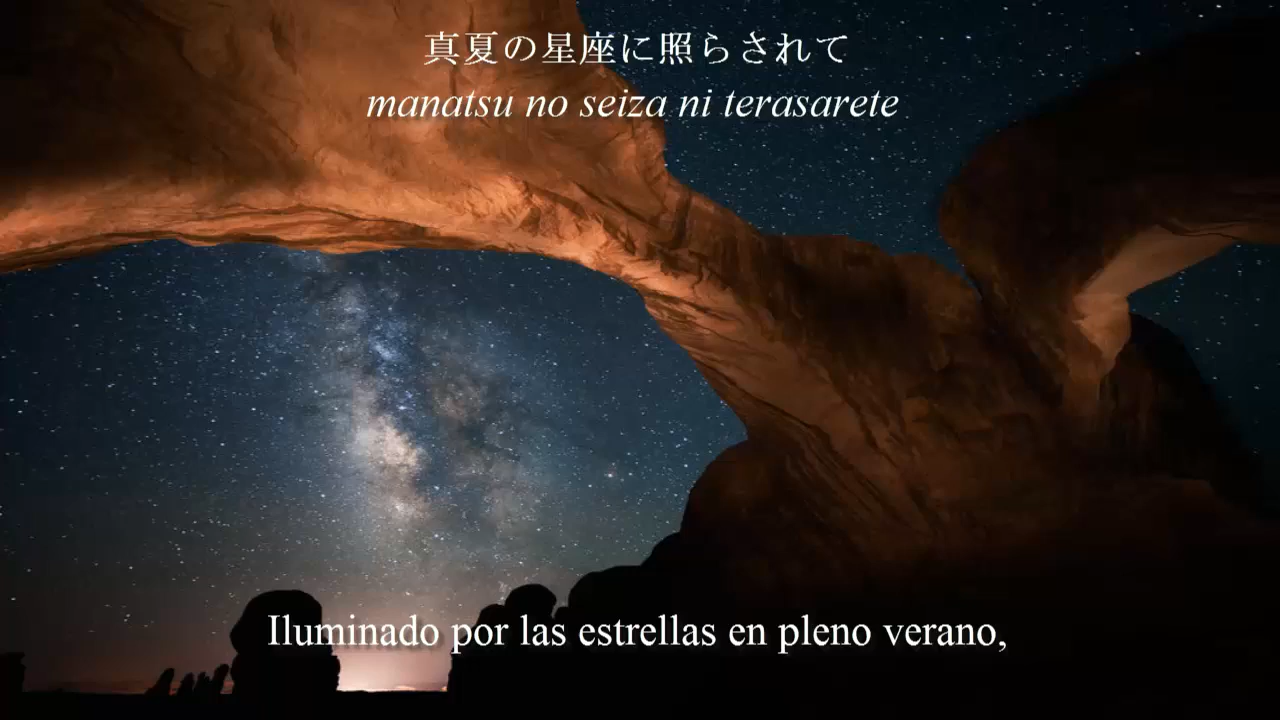 真夏の星座に照らされて
manatsu no seiza ni terasarete
Iluminado por las estrellas en pleno verano,